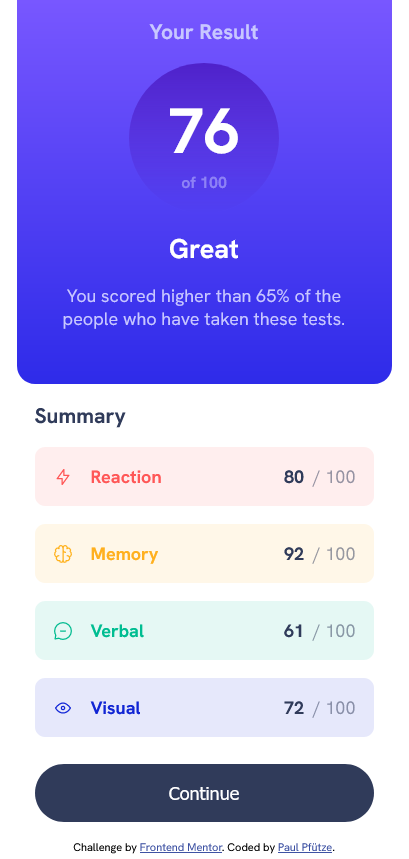 Your Result
76
of 100
Great
You scored higher than 65% of the
people who have taken these tests.
Summary
Reaction 80 / 100
Memory 92 / 100
Verbal 61 / 100
Visual 72 / 100
Continue
Challenge by Frontend Mentor. Coded by Paul Pfütze.